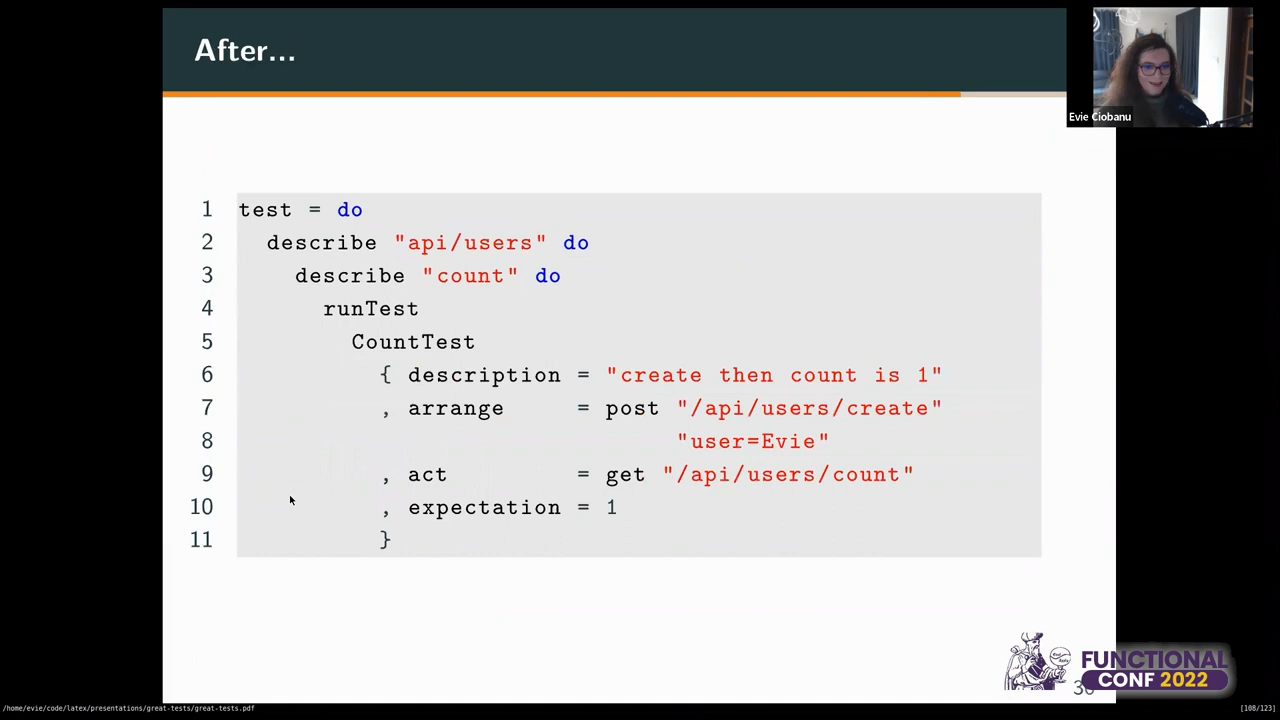 After...
Evie Ciobanu
1 test = do
2 describe "api/users" do
3 describe "count" do
4 runTest
5 CountTest
6 { description = "create then count is 1"
7 , arrange = post "/api/users/create"
8 "user=Evie"
9 , act = get "/api/users/count"
10 , expectation = 1
11 }
FUNCTIONAL
CONF 2022
/home/evie/code/latex/presentations/great-tests/great-tests.pdf
[108/123]